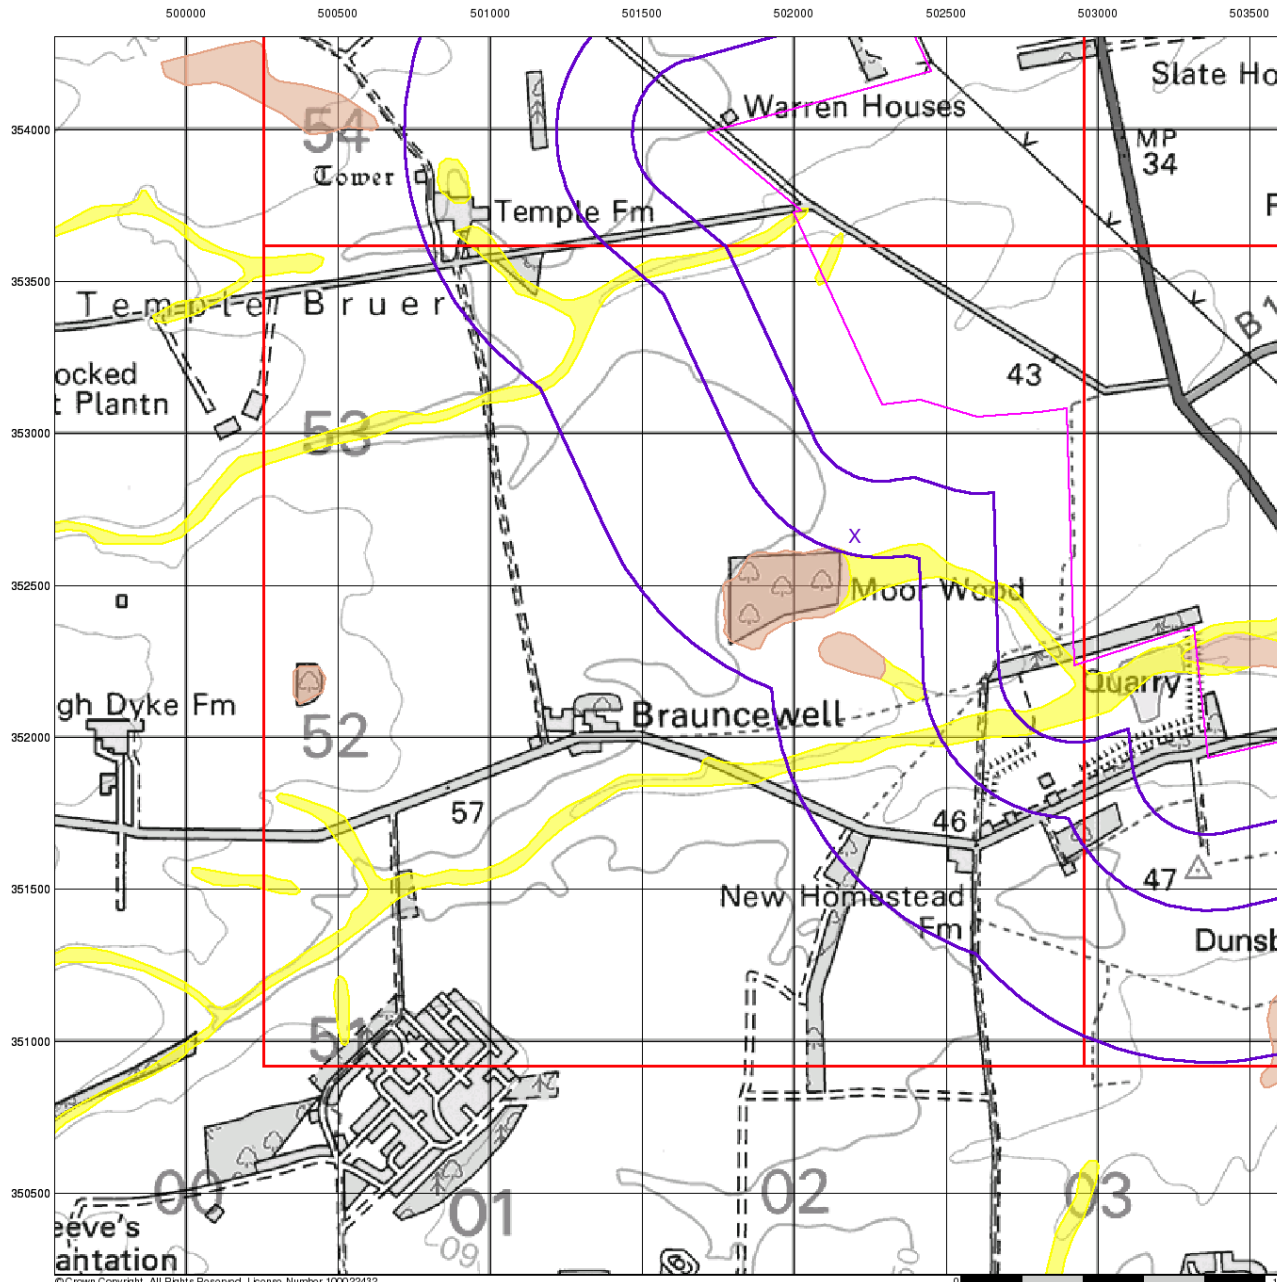 500000 500500 501000 501500 502000 502500 503000 503500
Slate Ho
Warren Houses
354000
54
MP
34
Tower
Temple Fm
353500
Temple Bruer
B 1
ocked
t Plantn
43
353000
53
X
352500
Moor Wood
Quarry
gh Dyke Fm
Brauncewell
352000
52
57
46
47
351500
New Homestead
Fm
Dunsb
351000
51
350500
00
01
02
03
eeve's
antation
09
© Crown Copyright. All Rights Reserved. License Number 100022432
0